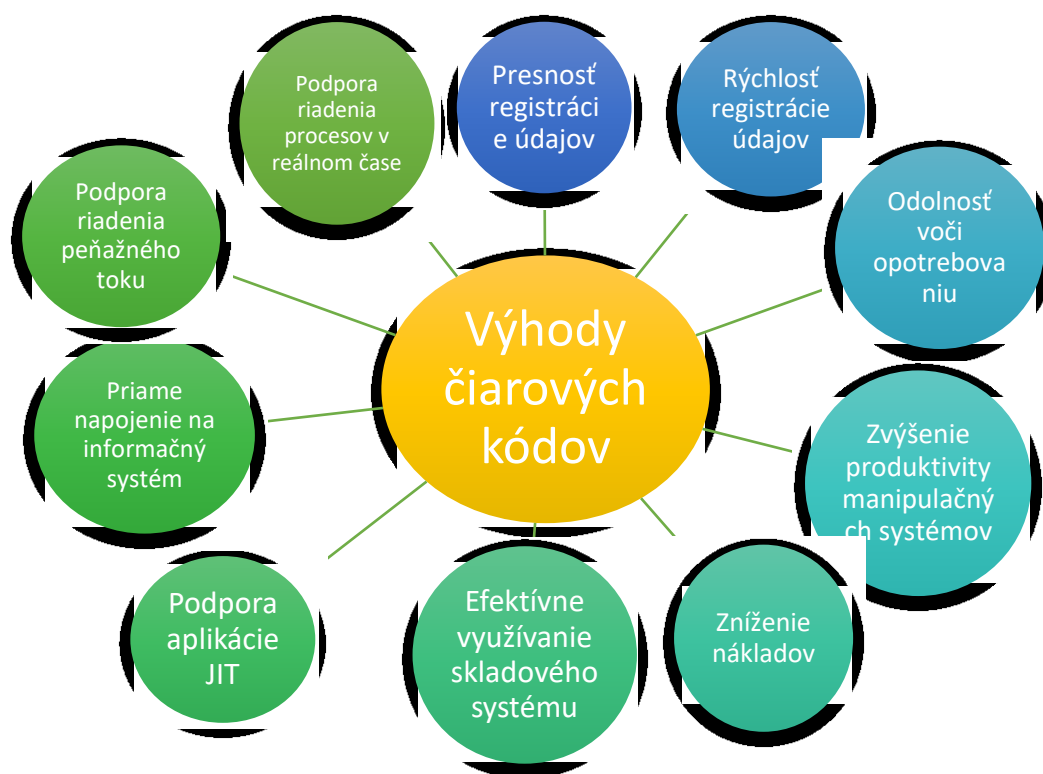 Výhody
čiarových
kódov
Presnosť
registráci
e údajov
Rýchlosť
registrácie
údajov
Odolnosť
voči
opotrebova
niu
Zvýšenie
produktivity
manipulačný
ch systémov
Zníženie
nákladov
Efektívne
využívanie
skladového
systému
Podpora
aplikácie
JIT
Priame
napojenie na
informačný
systém
Podpora
riadenia
peňažného
toku
Podpora
riadenia
procesov v
reálnom čase